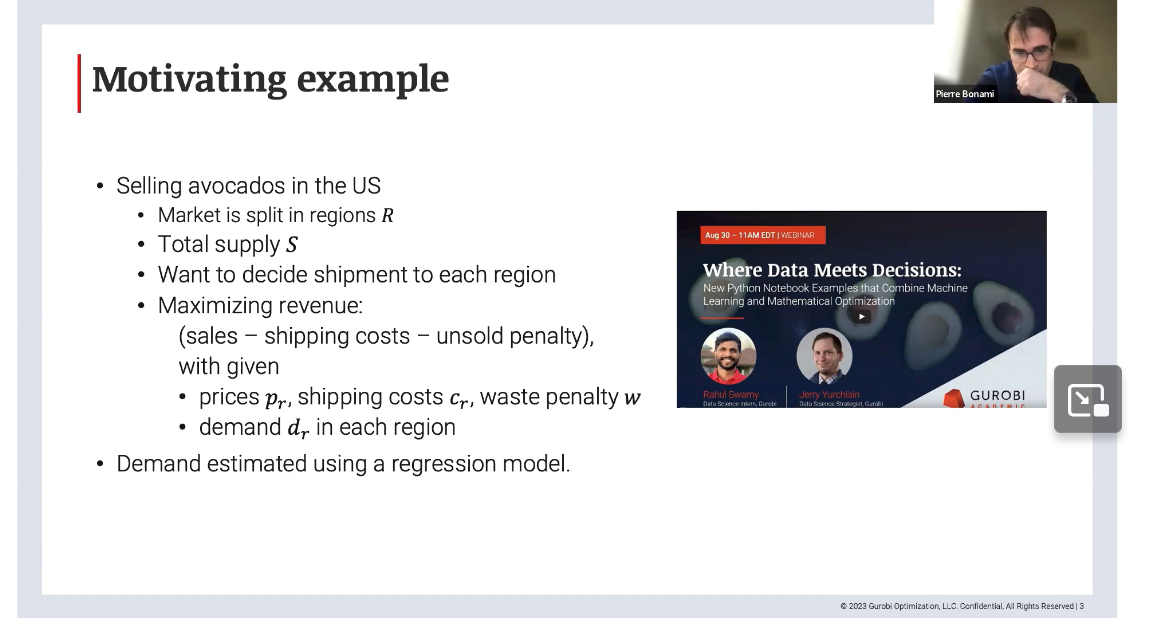 Motivating example
Pierre Bonami
• Selling avocados in the US
• Market is split in regions R
• Total supply S
• Want to decide shipment to each region
• Maximizing revenue:
(sales – shipping costs – unsold penalty),
with given
• prices pᵣ, shipping costs cᵣ, waste penalty w
• demand dᵣ in each region
• Demand estimated using a regression model.
Aug 30 – 11AM EDT | WEBINAR
Where Data Meets Decisions:
New Python Notebook Examples that Combine Machine
Learning and Mathematical Optimization
Rahul Swamy
Data Science Intern, Gurobi
Jerry Yurchisin
Data Science Strategist, Gurobi
GUROBI
ACADEMIC
© 2023 Gurobi Optimization, LLC. Confidential, All Rights Reserved | 3